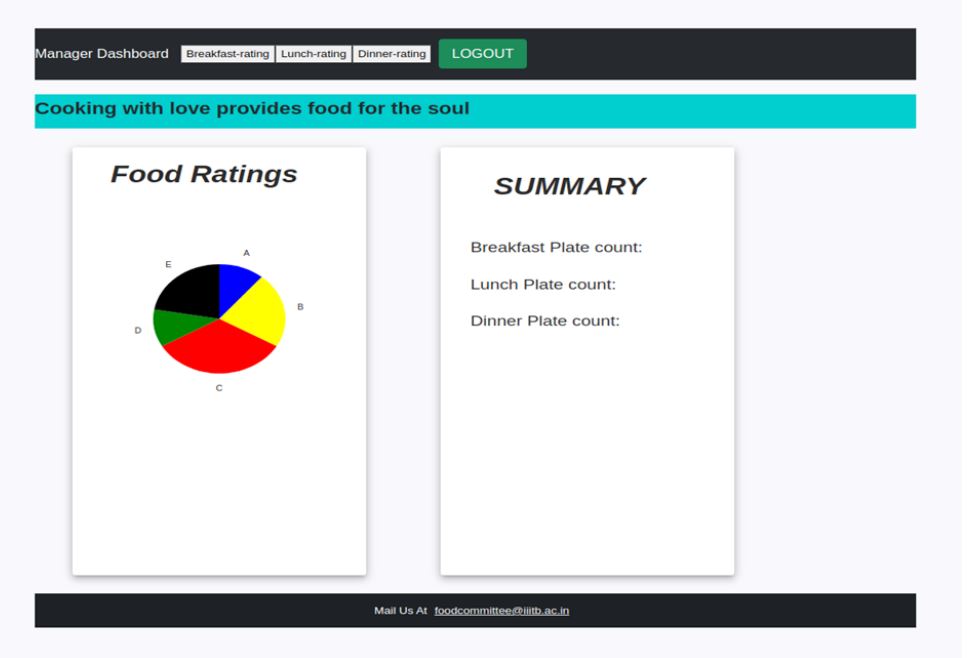 Manager Dashboard Breakfast-rating Lunch-rating Dinner-rating LOGOUT
Cooking with love provides food for the soul
Food Ratings
A
E
B
D
C
SUMMARY
Breakfast Plate count:
Lunch Plate count:
Dinner Plate count:
Mail Us At foodcommittee@iiitb.ac.in